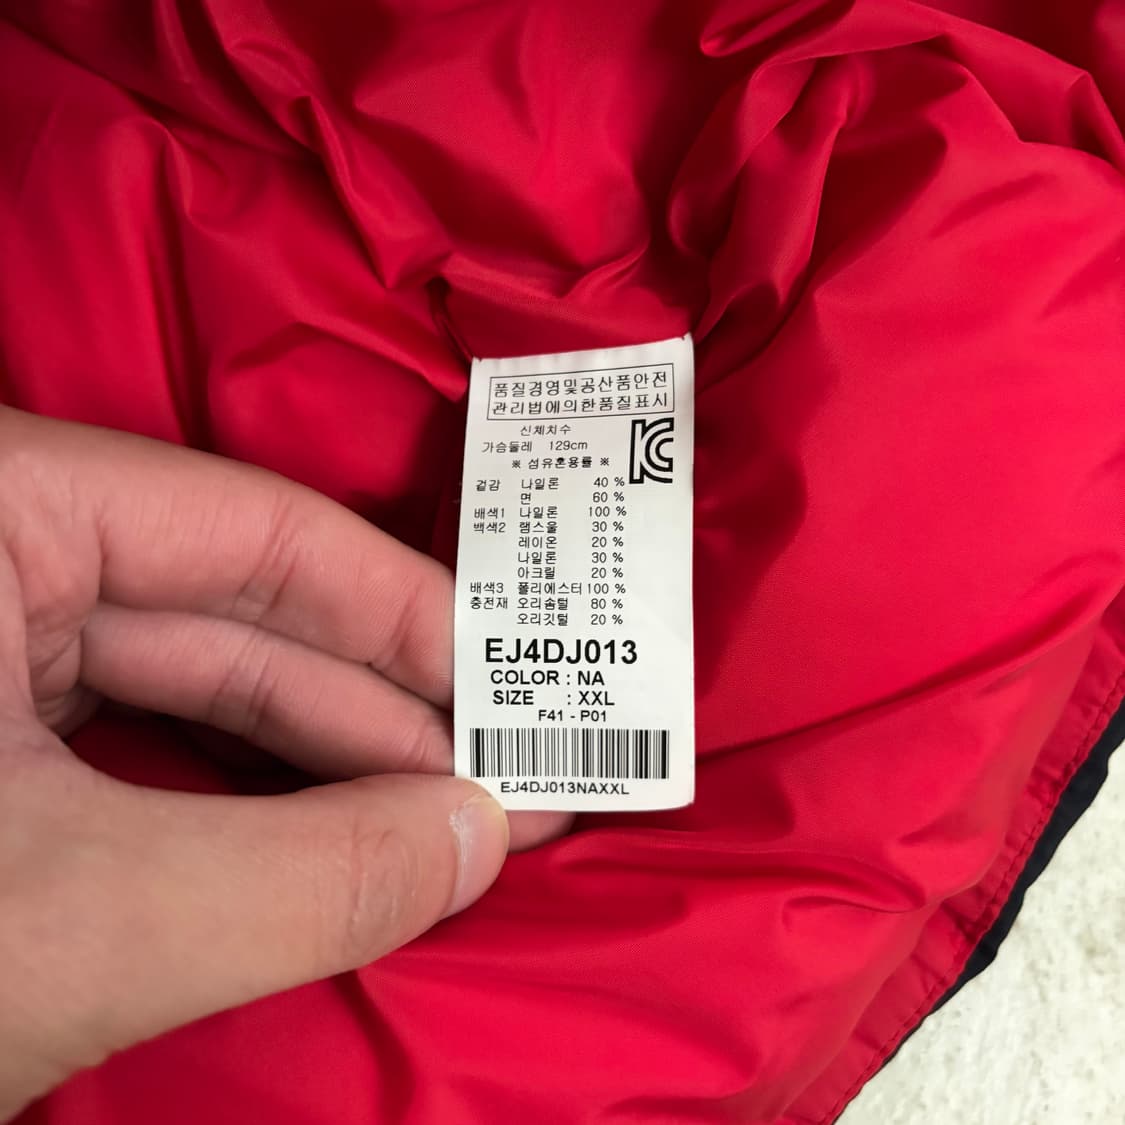 품질경영및공산품안전
관리법에의한품질표시
신체치수
가슴둘레 129cm
※ 섬유혼용률 ※
겉감 나일론 40 %
면 60 %
배색1 나일론 100 %
백색2 램스울 30 %
레이온 20 %
나일론 30 %
아크릴 20 %
배색3 폴리에스터 100 %
충전재 오리솜털 80 %
오리깃털 20 %
EJ4DJ013
COLOR : NA
SIZE : XXL
F41 - P01
EJ4DJ013NAXXL